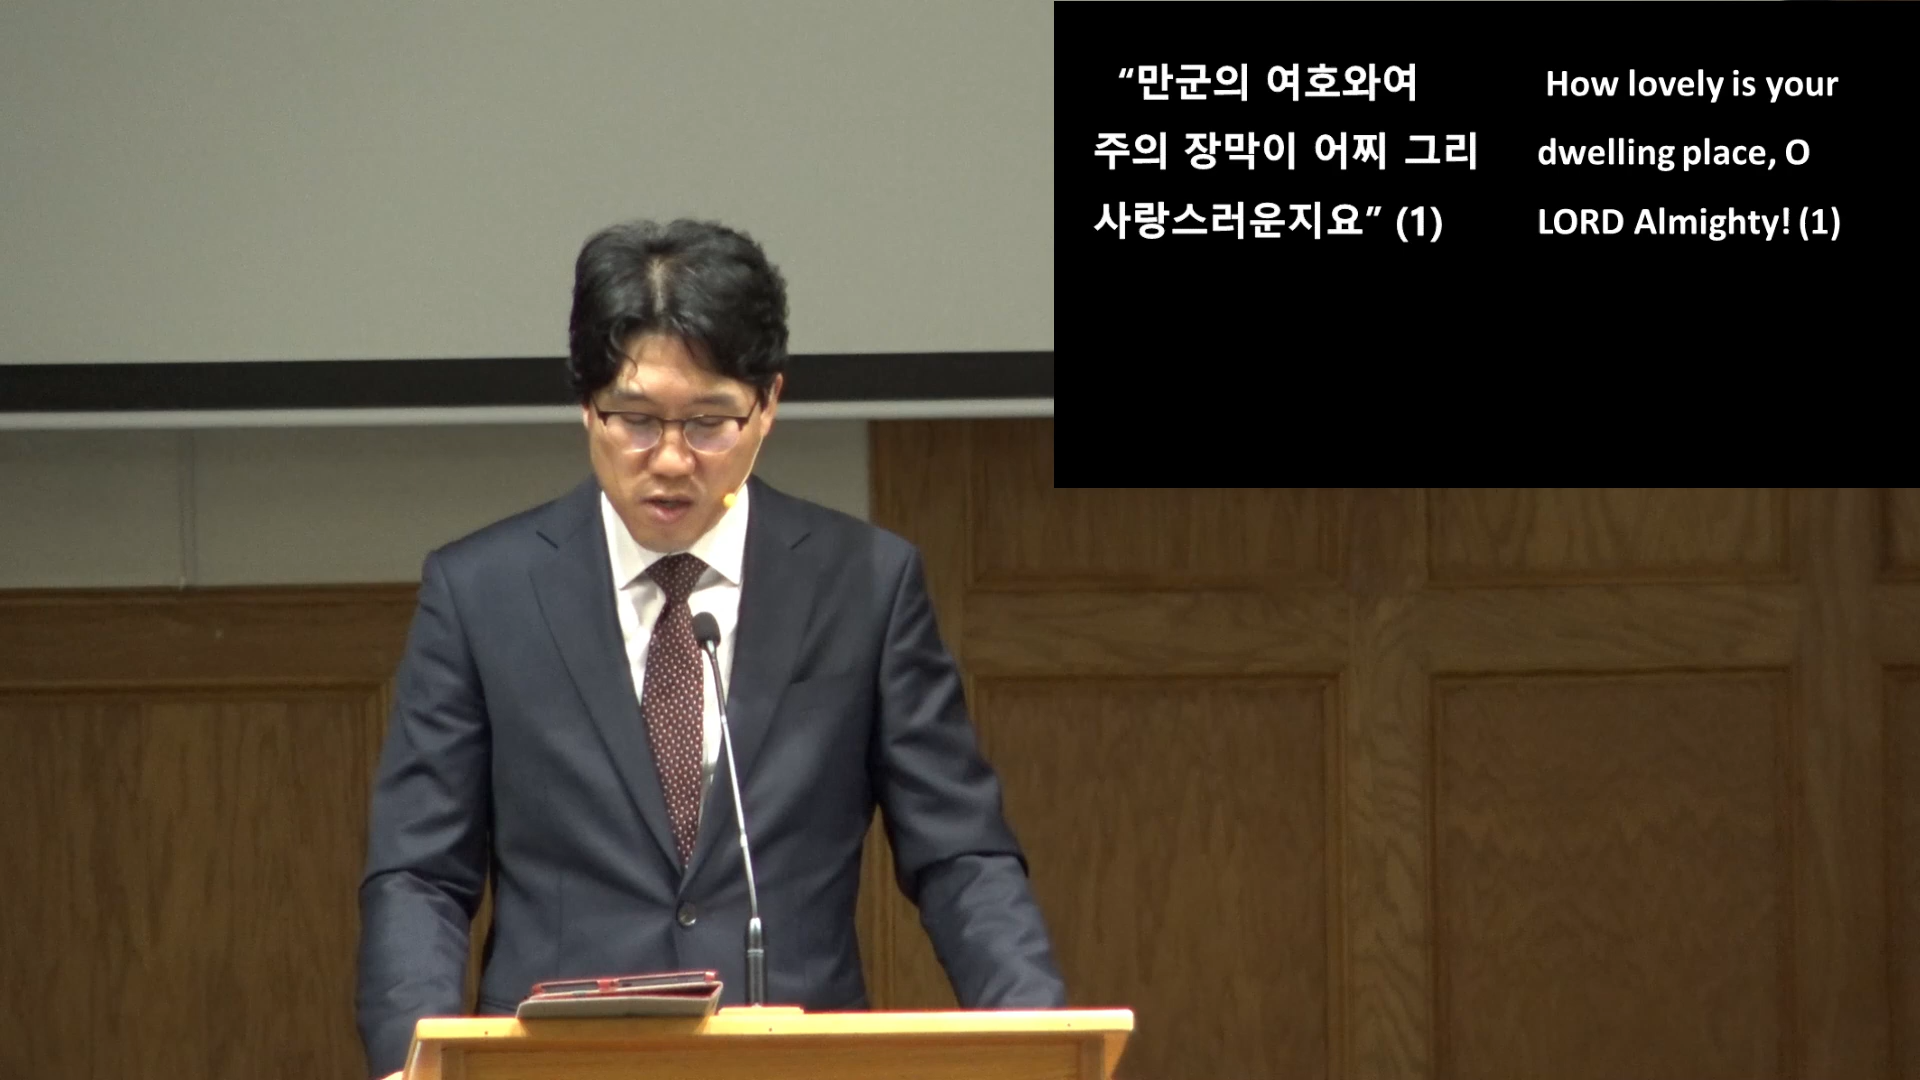 “만군의 여호와여
주의 장막이 어찌 그리
사랑스러운지요” (1)
How lovely is your
dwelling place, O
LORD Almighty! (1)